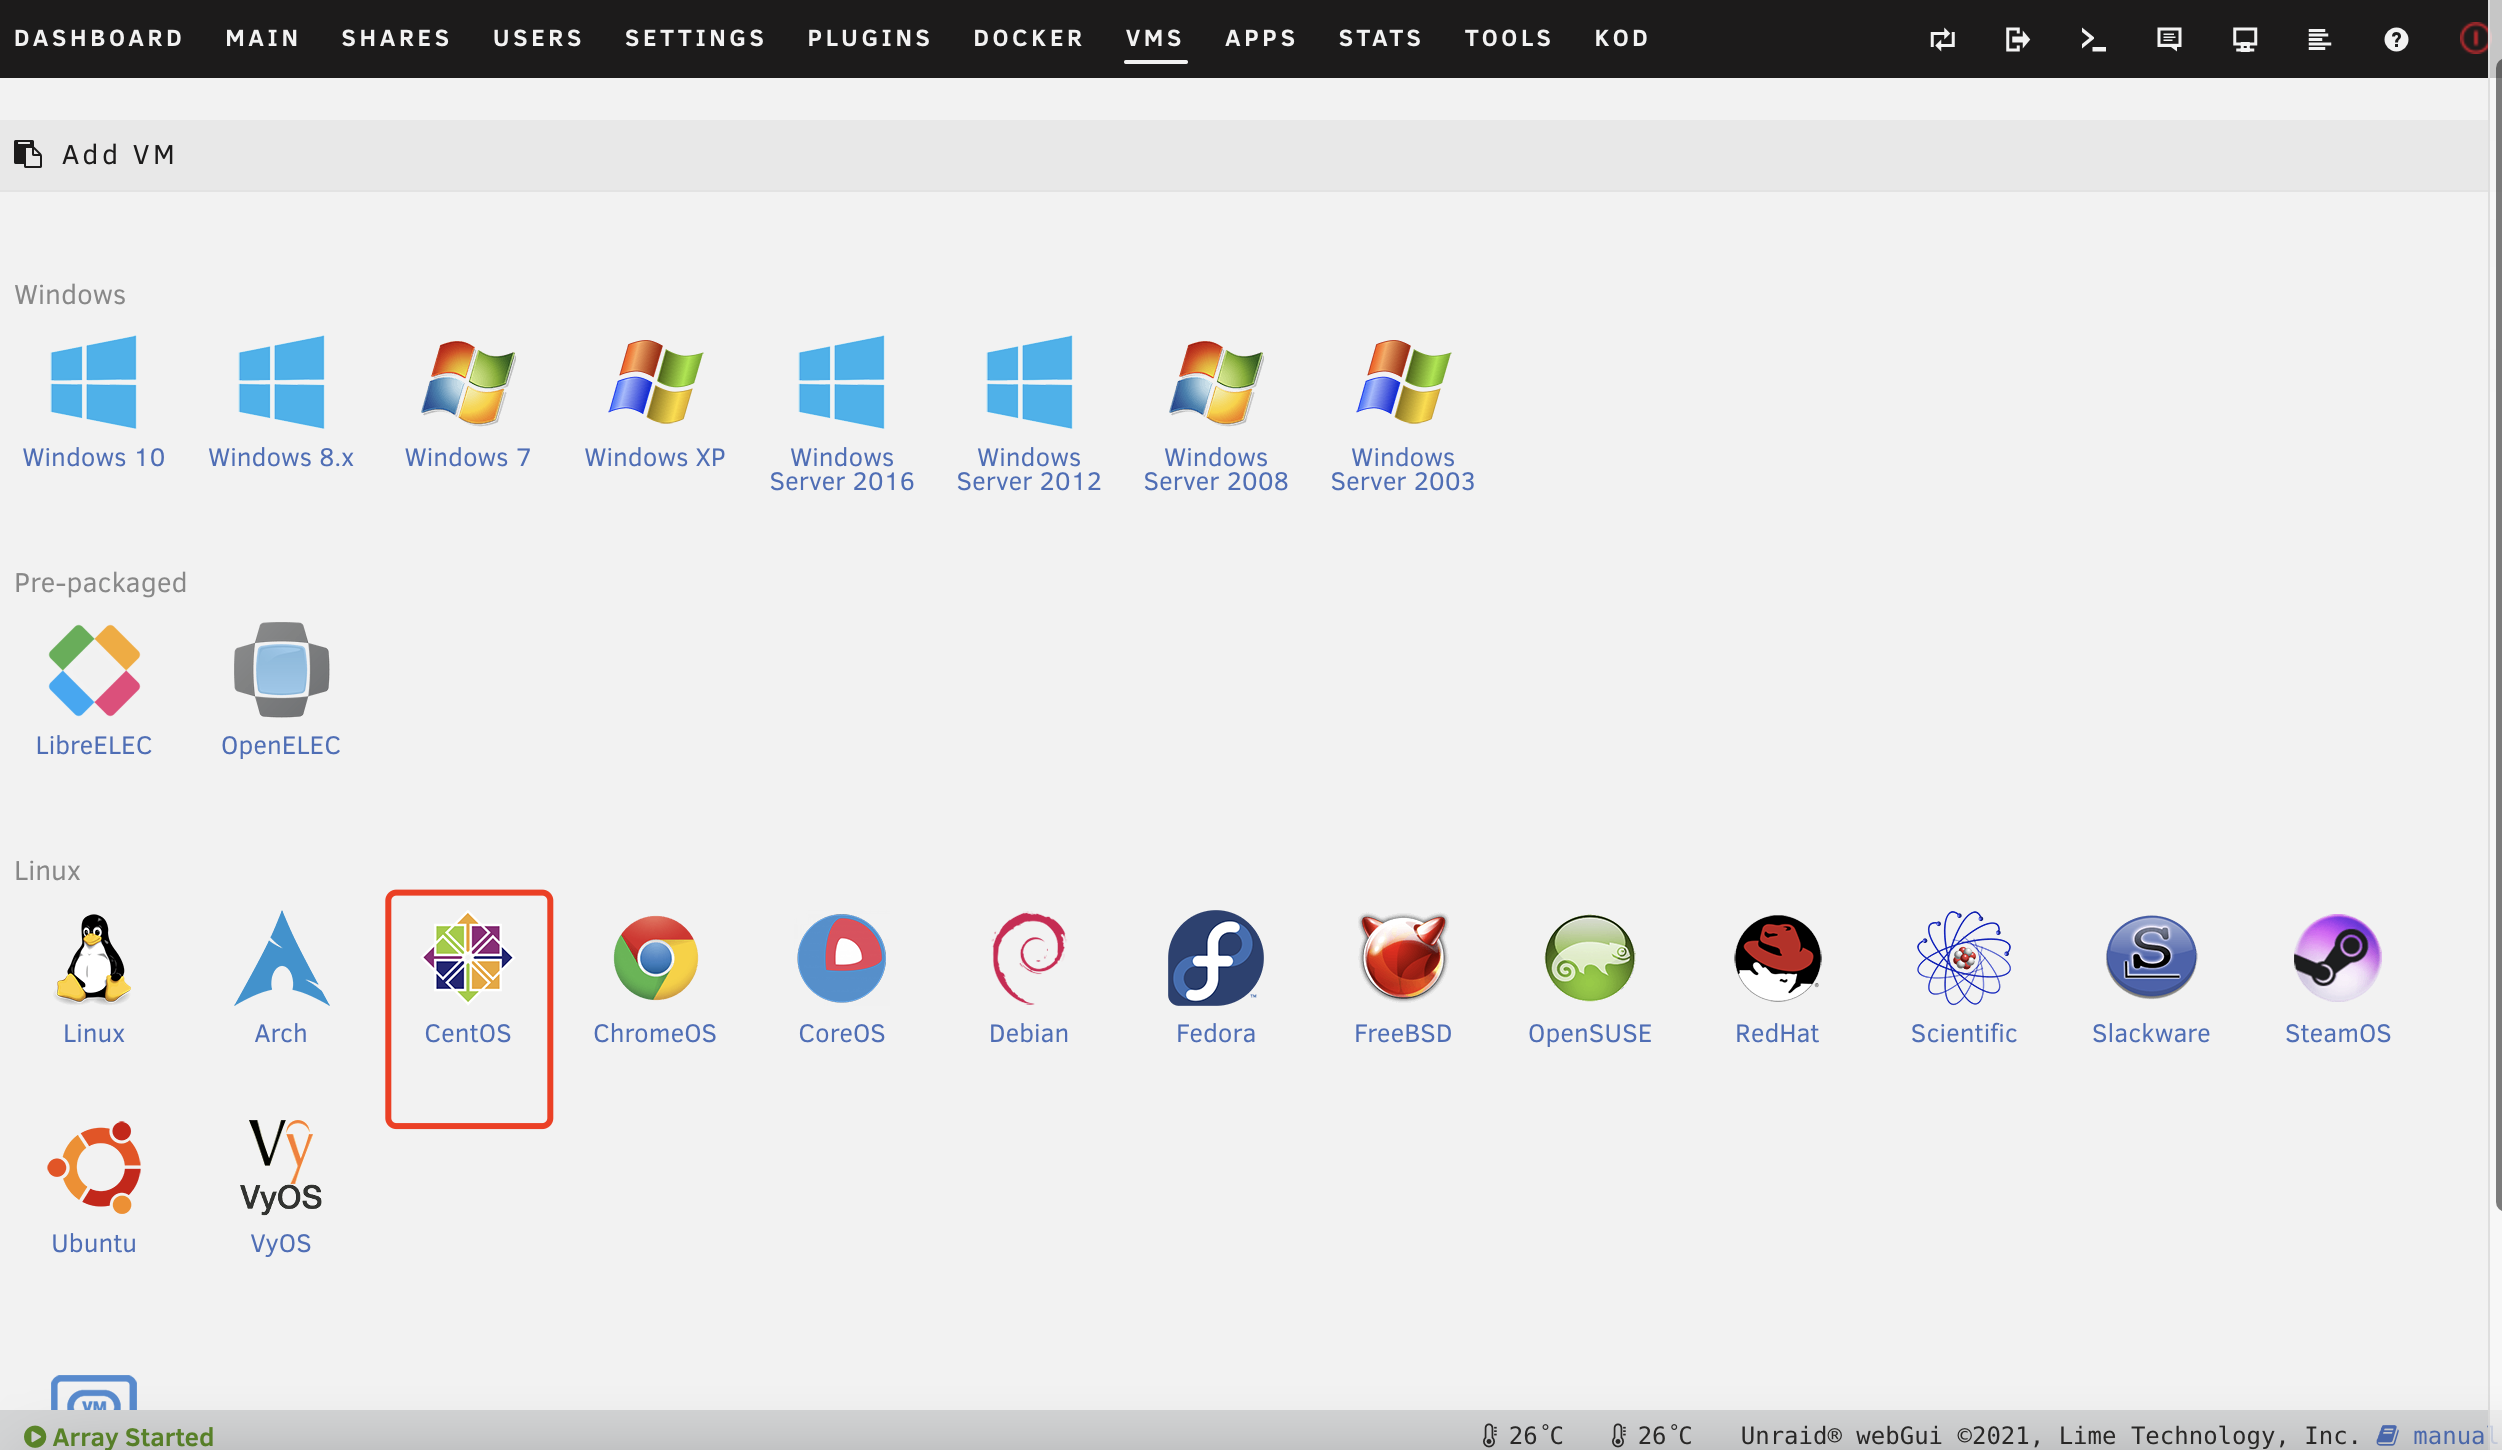 DASHBOARD MAIN SHARES USERS SETTINGS PLUGINS DOCKER VMS APPS STATS TOOLS KOD
Add VM
Windows
Windows 10 Windows 8.x Windows 7 Windows XP Windows Server 2016 Windows Server 2012 Windows Server 2008 Windows Server 2003
Pre-packaged
LibreELEC OpenELEC
Linux
Linux Arch CentOS ChromeOS CoreOS Debian Fedora FreeBSD OpenSUSE RedHat Scientific Slackware SteamOS
Vy
VyOS
Ubuntu VyOS
VM
Array Started 26℃ 26℃ Unraid® webGui ©2021, Lime Technology, Inc. manual